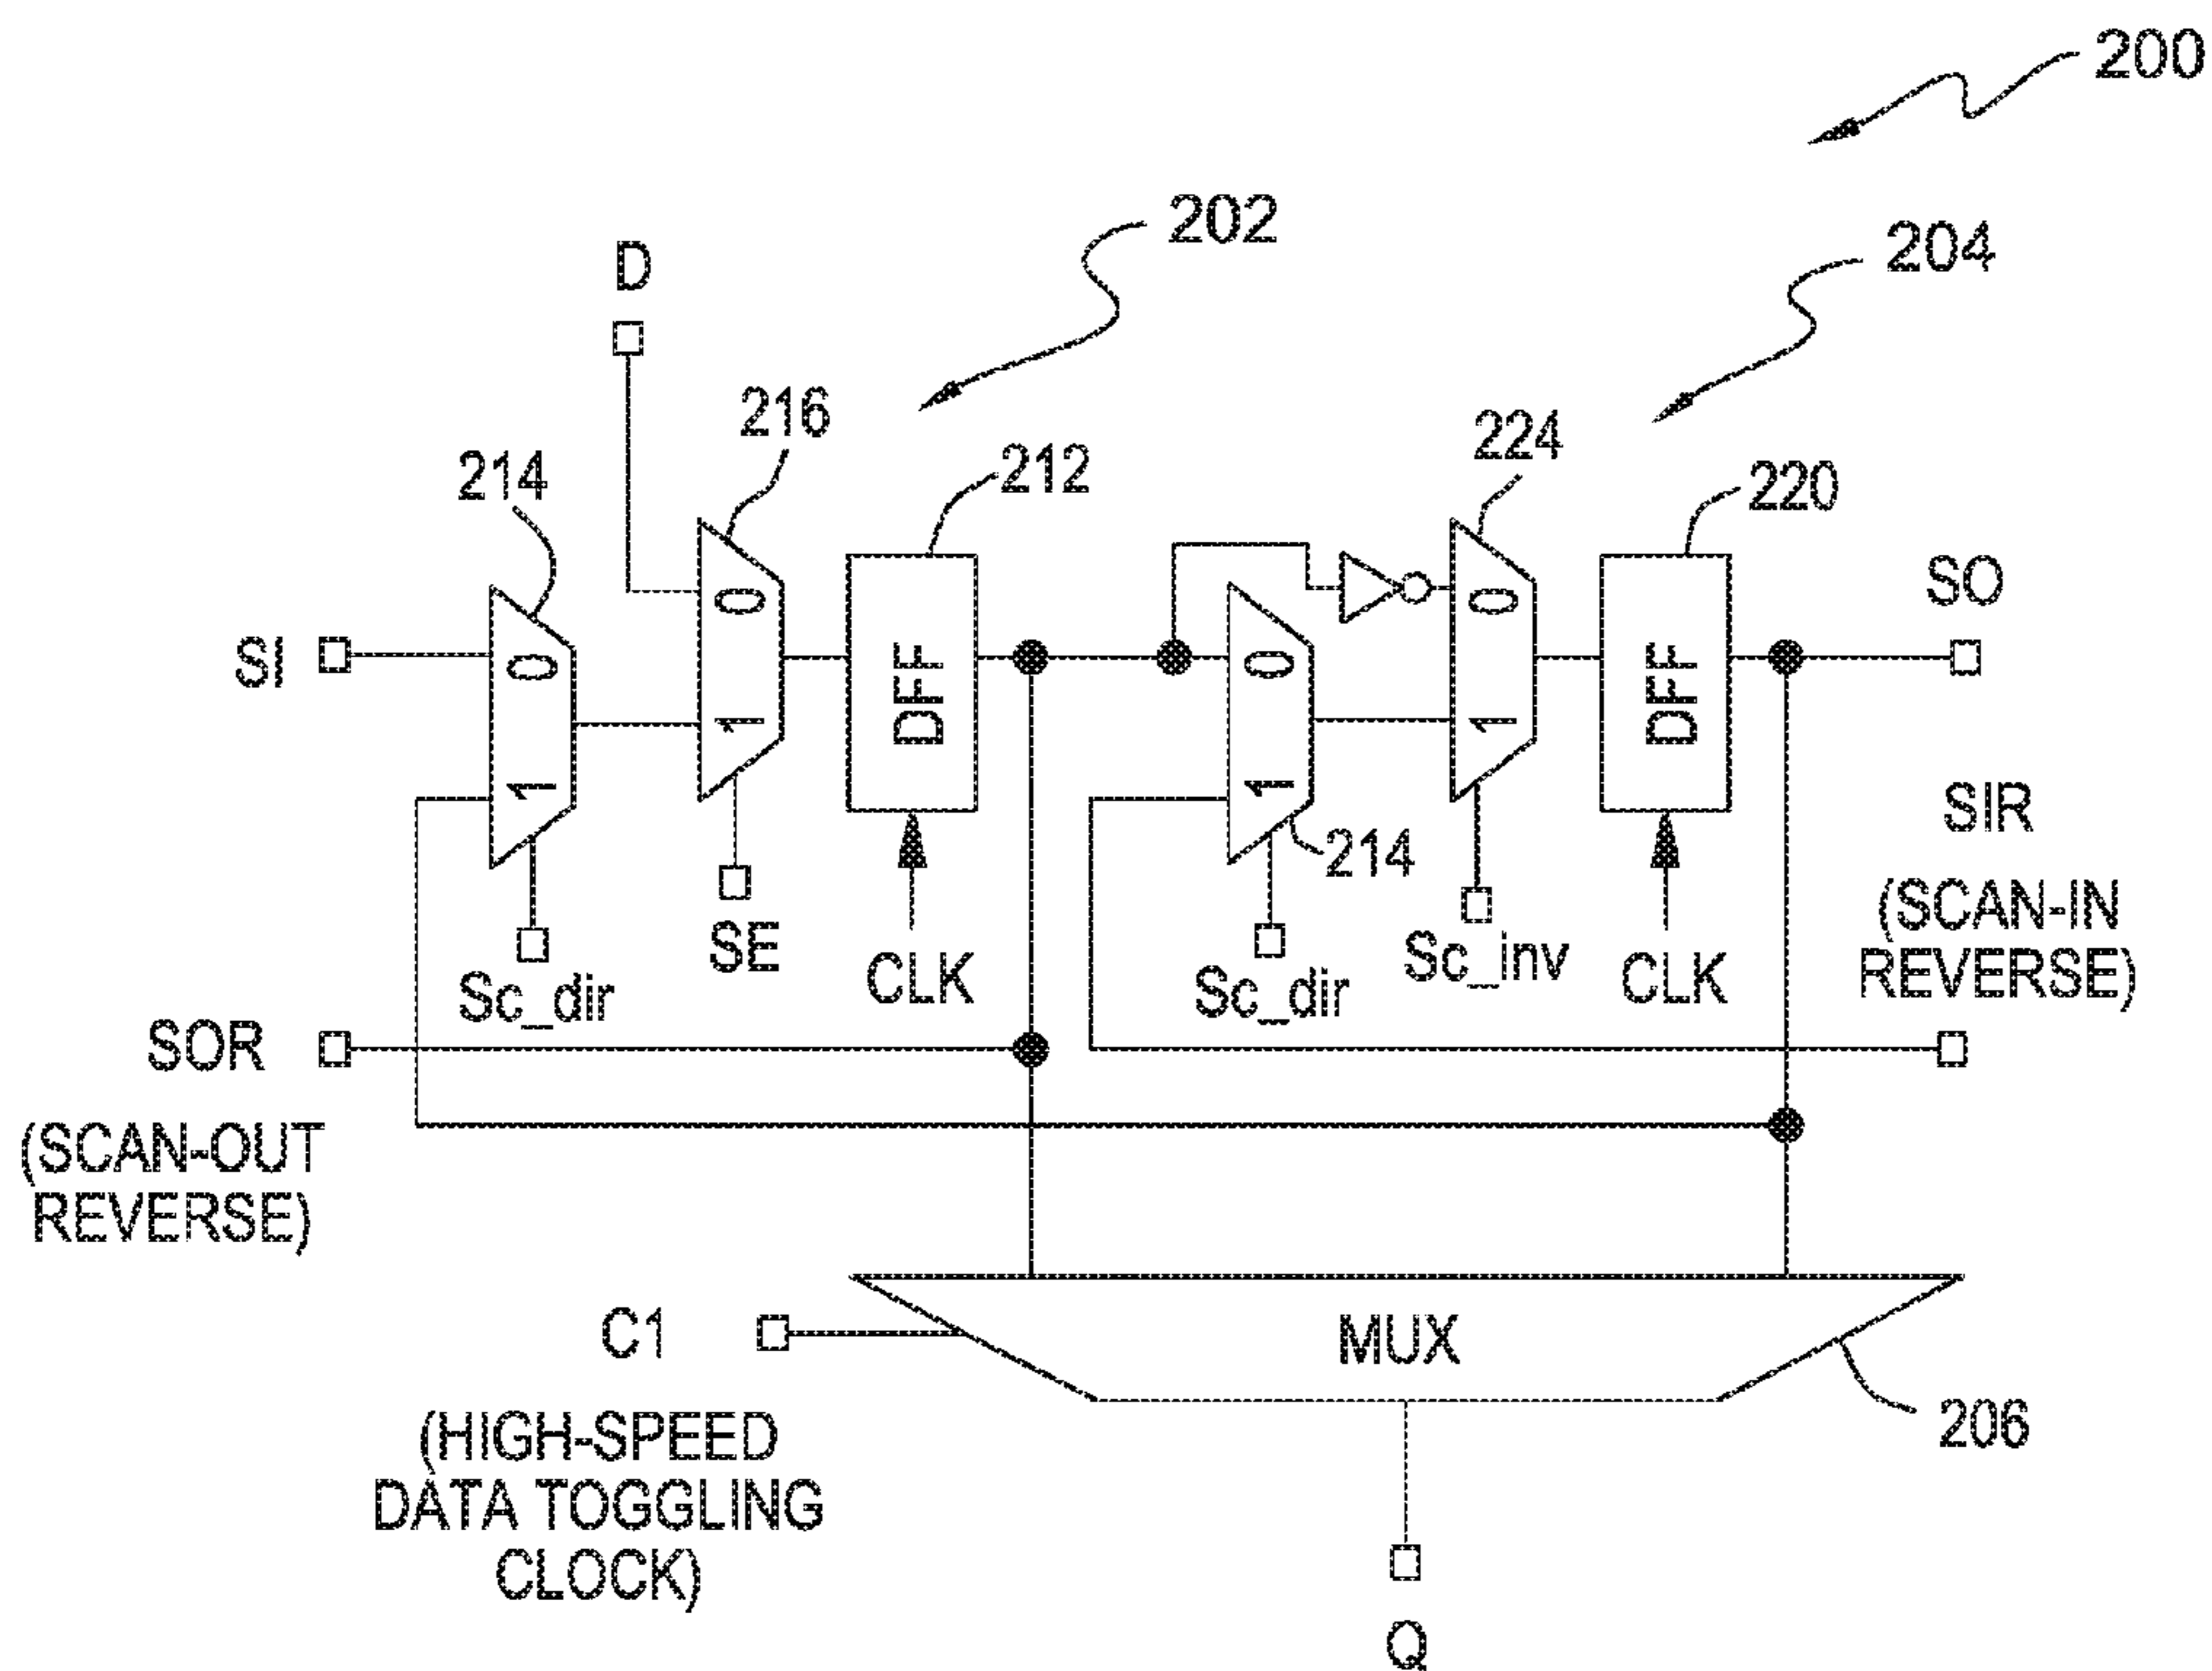 200
202
204
D
216
214
212
224
220
SO
SI
0
1
0
1
DFF
0
1
0
1
DFF
SIR
(SCAN-IN
REVERSE)
214
SE
Sc_dir
CLK
Sc_dir
Sc_inv
CLK
SOR
(SCAN-OUT
REVERSE)
C1
(HIGH-SPEED
DATA TOGGLING
CLOCK)
MUX
206
Q